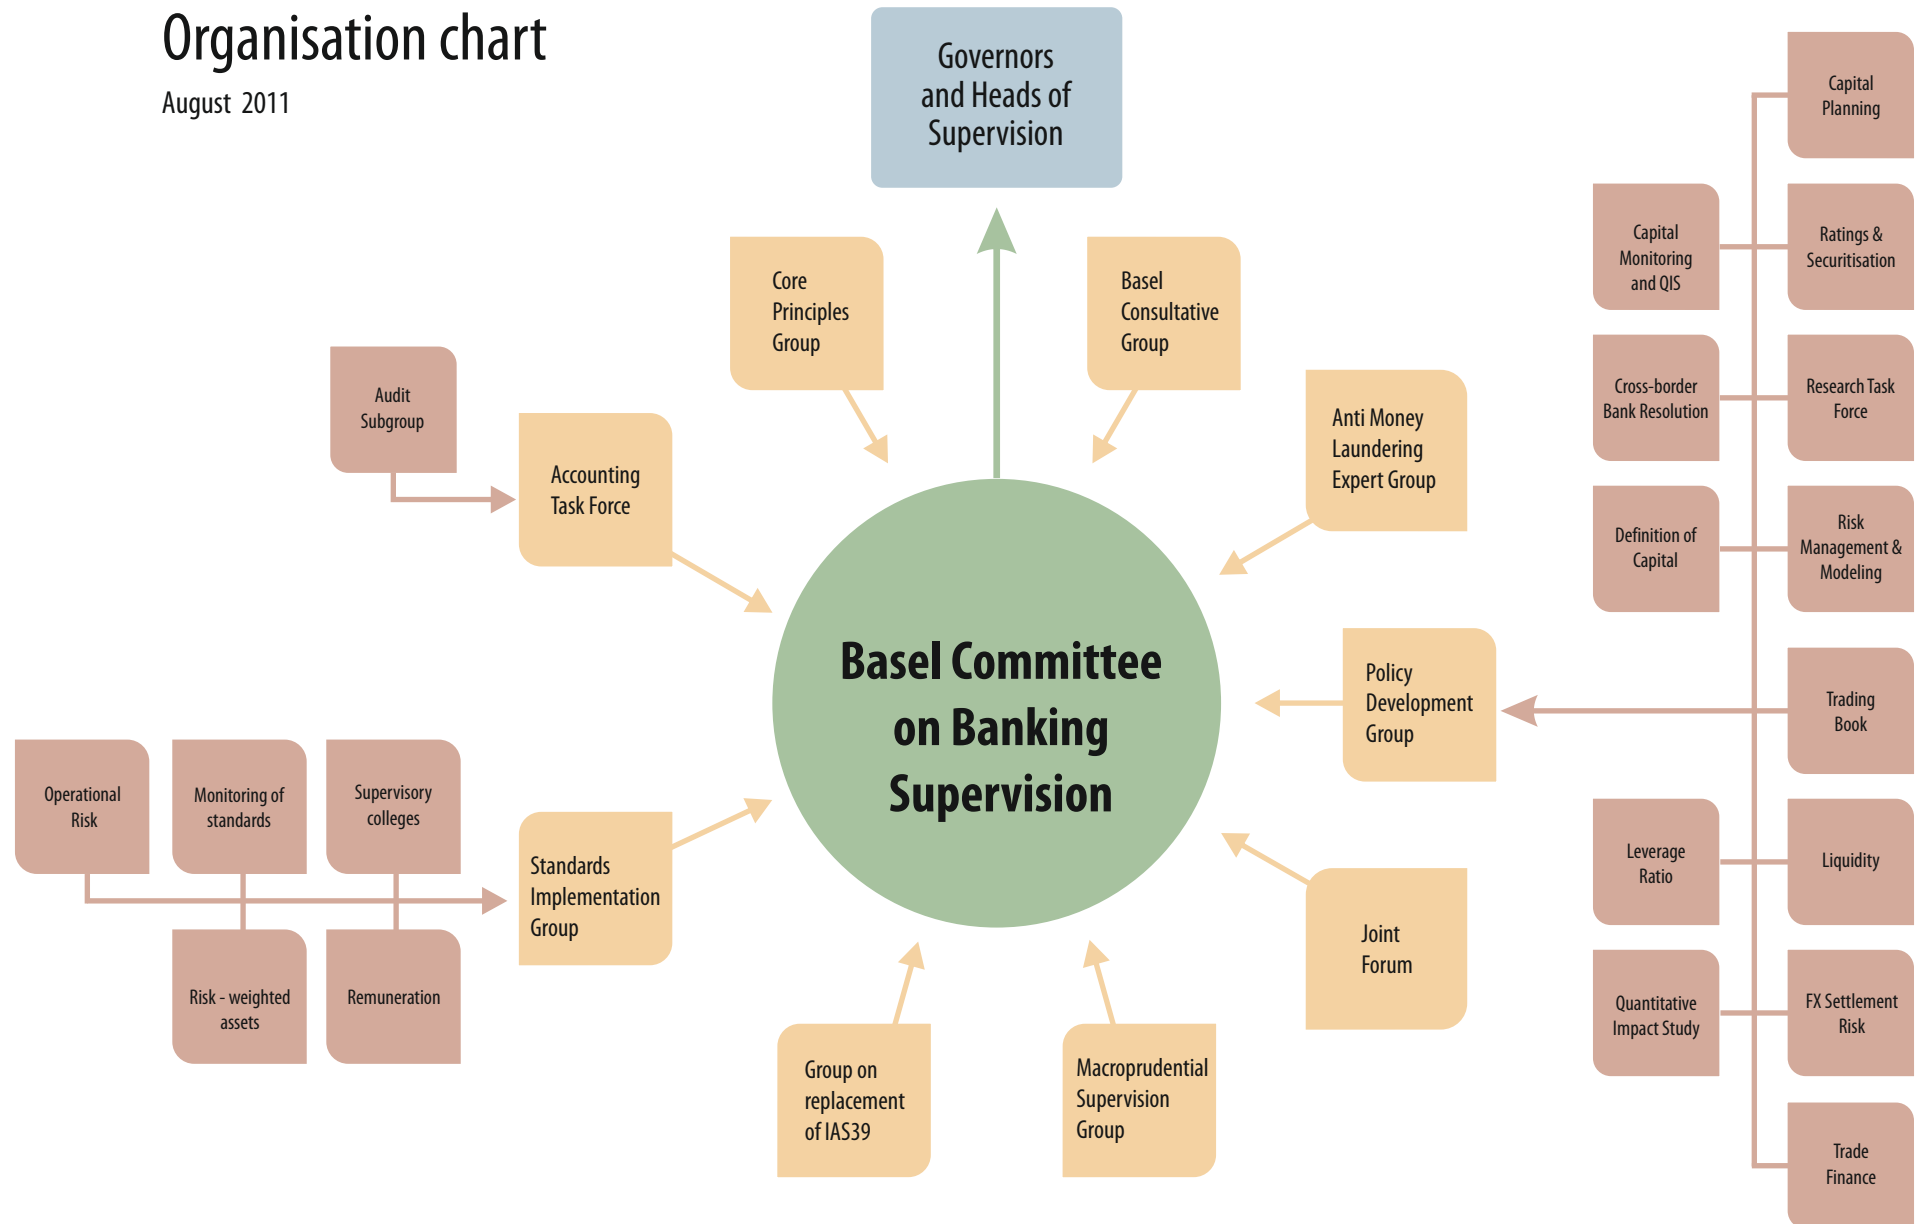 Organisation chart
August 2011
Governors
and Heads of
Supervision
Core
Principles
Group
Basel
Consultative
Group
Anti Money
Laundering
Expert Group
Audit
Subgroup
Accounting
Task Force
Basel Committee
on Banking
Supervision
Policy
Development
Group
Operational
Risk
Monitoring of
standards
Supervisory
colleges
Risk - weighted
assets
Remuneration
Standards
Implementation
Group
Joint
Forum
Group on
replacement
of IAS39
Macroprudential
Supervision
Group
Capital
Planning
Capital
Monitoring
and QIS
Ratings &
Securitisation
Cross-border
Bank Resolution
Research Task
Force
Definition of
Capital
Risk
Management &
Modeling
Trading
Book
Leverage
Ratio
Liquidity
Quantitative
Impact Study
FX Settlement
Risk
Trade
Finance